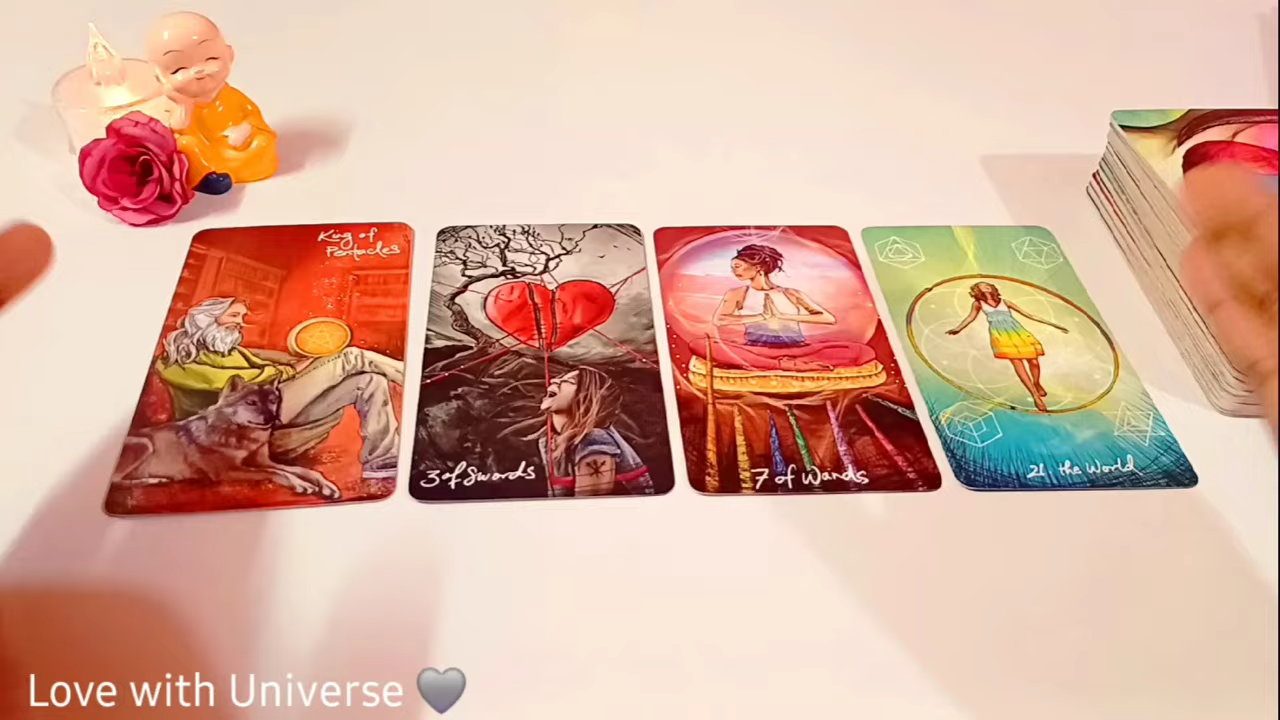 King of
Pentacles
3 of Swords
7 of Wands
21 the World
Love with Universe 🩶